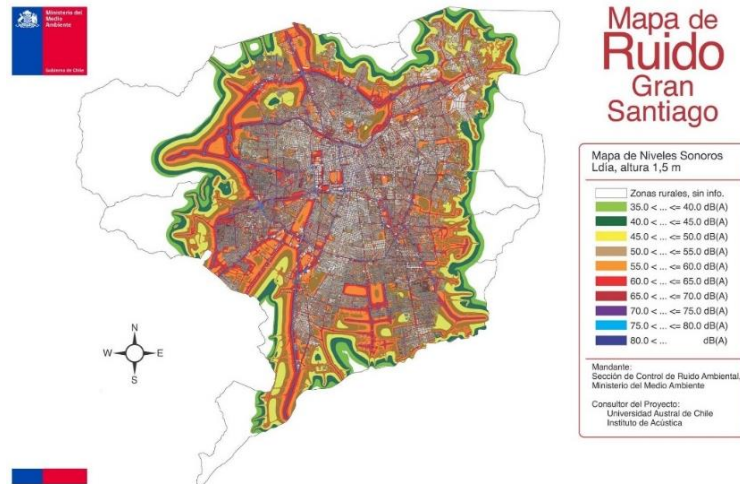 Ministerio del
Medio
Ambiente
Gobierno de Chile
Mapa de
Ruido
Gran
Santiago
Mapa de Niveles Sonoros
Ldía, altura 1,5 m
Zonas rurales, sin info.
35.0 < ... <= 40.0 dB(A)
40.0 < ... <= 45.0 dB(A)
45.0 < ... <= 50.0 dB(A)
50.0 < ... <= 55.0 dB(A)
55.0 < ... <= 60.0 dB(A)
60.0 < ... <= 65.0 dB(A)
65.0 < ... <= 70.0 dB(A)
70.0 < ... <= 75.0 dB(A)
75.0 < ... <= 80.0 dB(A)
80.0 < ... dB(A)
N
W E
S
Mandante:
Sección de Control de Ruido Ambiental,
Ministerio del Medio Ambiente
Consultor del Proyecto:
Universidad Austral de Chile
Instituto de Acústica